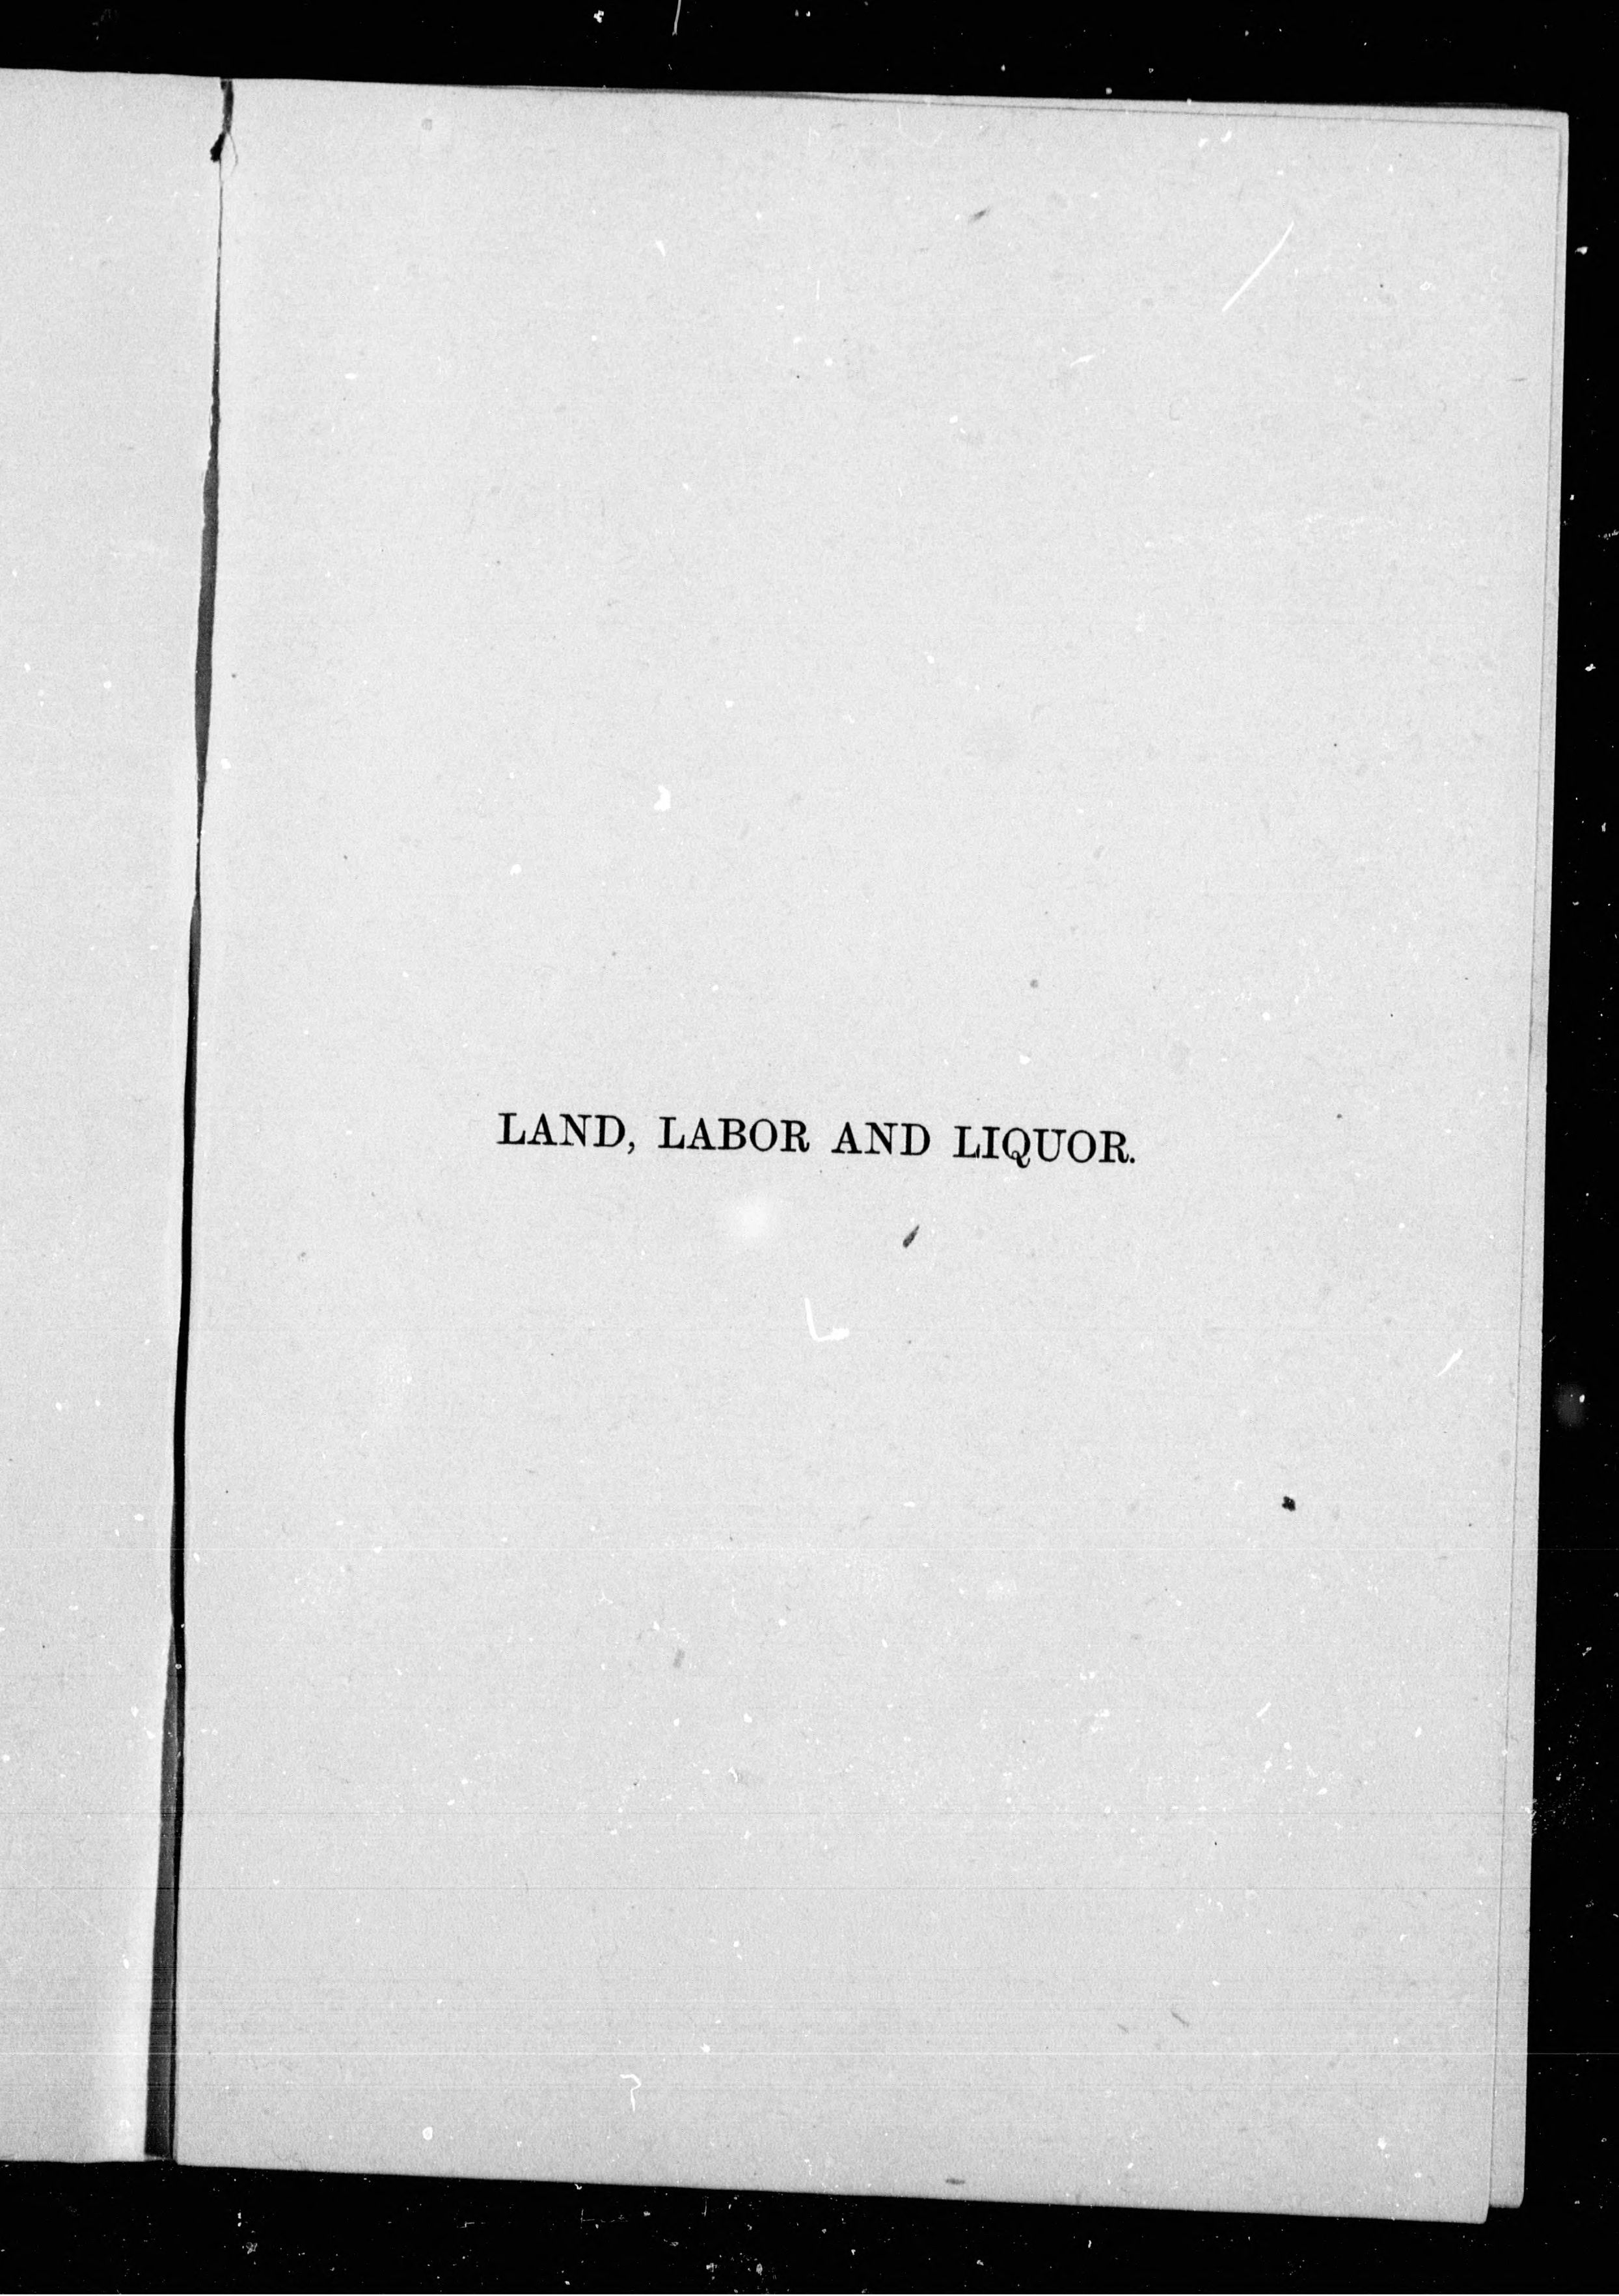 LAND, LABOR AND LIQUOR.